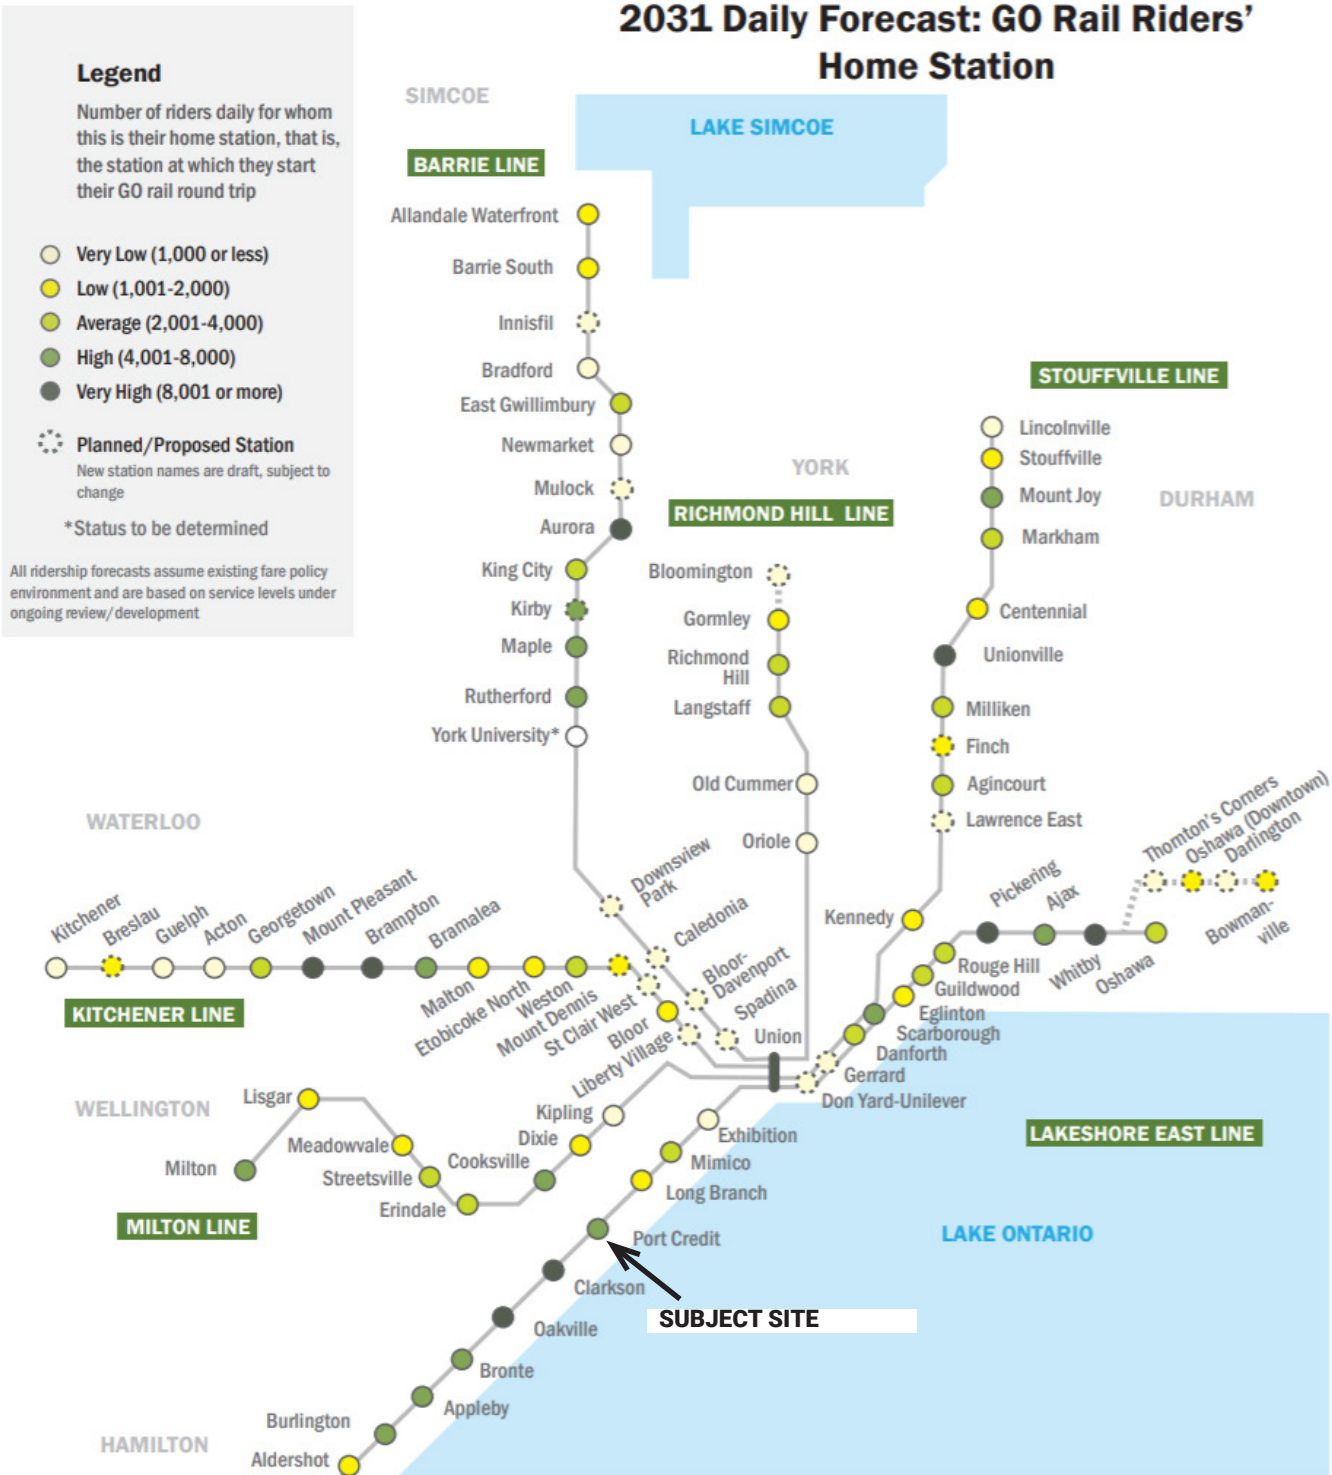 2031 Daily Forecast: GO Rail Riders’
Home Station
Legend
Number of riders daily for whom
this is their home station, that is,
the station at which they start
their GO rail round trip
Very Low (1,000 or less)
Low (1,001-2,000)
Average (2,001-4,000)
High (4,001-8,000)
Very High (8,001 or more)
Planned/Proposed Station
New station names are draft, subject to
change
*Status to be determined
All ridership forecasts assume existing fare policy
environment and are based on service levels under
ongoing review/development
SIMCOE
LAKE SIMCOE
BARRIE LINE
Allandale Waterfront
Barrie South
Innisfil
Bradford
East Gwillimbury
Newmarket
Mulock
Aurora
King City
Kirby
Maple
Rutherford
York University*
Downsview
Park
Caledonia
Bloor-
Davenport
Spadina
YORK
RICHMOND HILL LINE
Bloomington
Gormley
Richmond
Hill
Langstaff
Old Cummer
Oriole
STOUFFVILLE LINE
Lincolnville
Stouffville
Mount Joy
Markham
DURHAM
Centennial
Unionville
Milliken
Finch
Agincourt
Lawrence East
Kennedy
WATERLOO
Kitchener
Breslau
Guelph
Acton
Georgetown
Mount Pleasant
Brampton
Bramalea
Malton
Etobicoke North
Weston
Mount Dennis
St Clair West
Bloor
Liberty Village
KITCHENER LINE
Union
Thornton's Corners
Oshawa (Downtown)
Darlington
Bowman-
ville
Pickering
Ajax
Whitby
Oshawa
Rouge Hill
Guildwood
Eglinton
Scarborough
Danforth
Gerrard
Don Yard-Unilever
LAKESHORE EAST LINE
WELLINGTON
Lisgar
Milton
Meadowvale
Streetsville
Erindale
Cooksville
Dixie
Kipling
MILTON LINE
Exhibition
Mimico
Long Branch
Port Credit
Clarkson
SUBJECT SITE
Oakville
Bronte
Appleby
Burlington
Aldershot
HAMILTON
LAKE ONTARIO